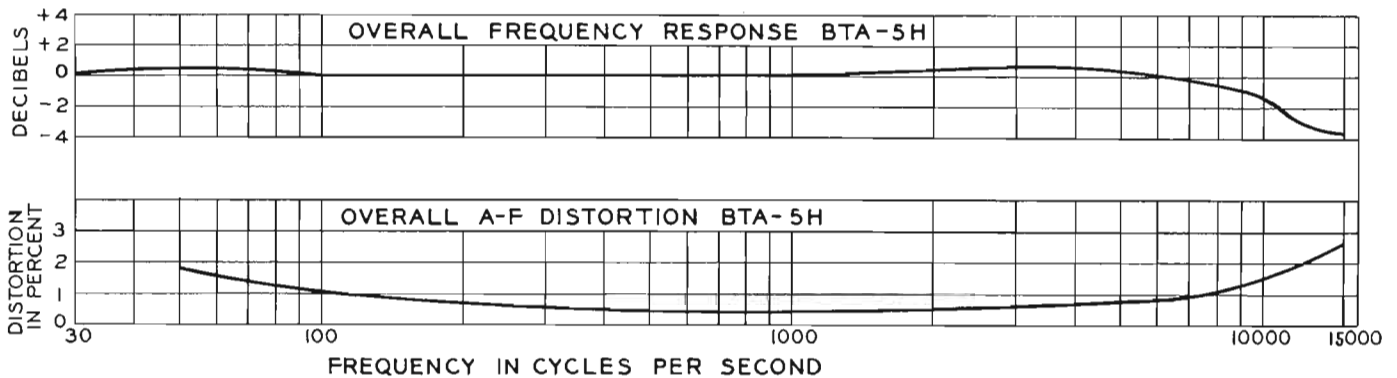 OVERALL FREQUENCY RESPONSE BTA-5H
DECIBELS
+4
+2
0
-2
-4
OVERALL A-F DISTORTION BTA-5H
DISTORTION
IN PERCENT
3
2
1
0
30 100 1000 10000 15000
FREQUENCY IN CYCLES PER SECOND